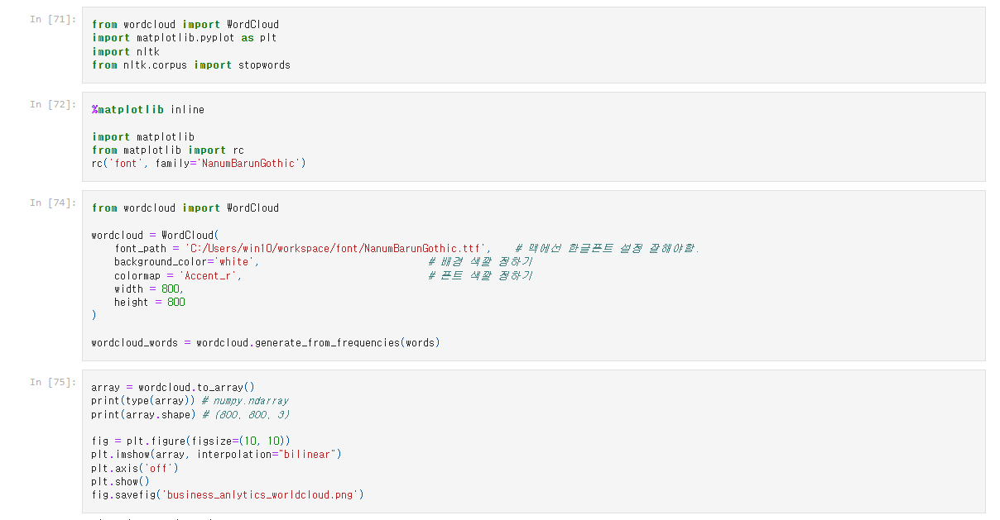 In [71]:
from wordcloud import WordCloud
import matplotlib.pyplot as plt
import nltk
from nltk.corpus import stopwords
In [72]:
%matplotlib inline
import matplotlib
from matplotlib import rc
rc('font', family='NanumBarunGothic')
In [74]:
from wordcloud import WordCloud
wordcloud = WordCloud(
font_path = 'C:/Users/win10/workspace/font/NanumBarunGothic.ttf', # 맥에선 한글폰트 설정 잘해야함.
background_color='white', # 배경 색깔 정하기
colormap = 'Accent_r', # 폰트 색깔 정하기
width = 800,
height = 800
)
wordcloud_words = wordcloud.generate_from_frequencies(words)
In [75]:
array = wordcloud.to_array()
print(type(array)) # numpy.ndarray
print(array.shape) # (800, 800, 3)
fig = plt.figure(figsize=(10, 10))
plt.imshow(array, interpolation="bilinear")
plt.axis('off')
plt.show()
fig.savefig('business_anlytics_worldcloud.png')